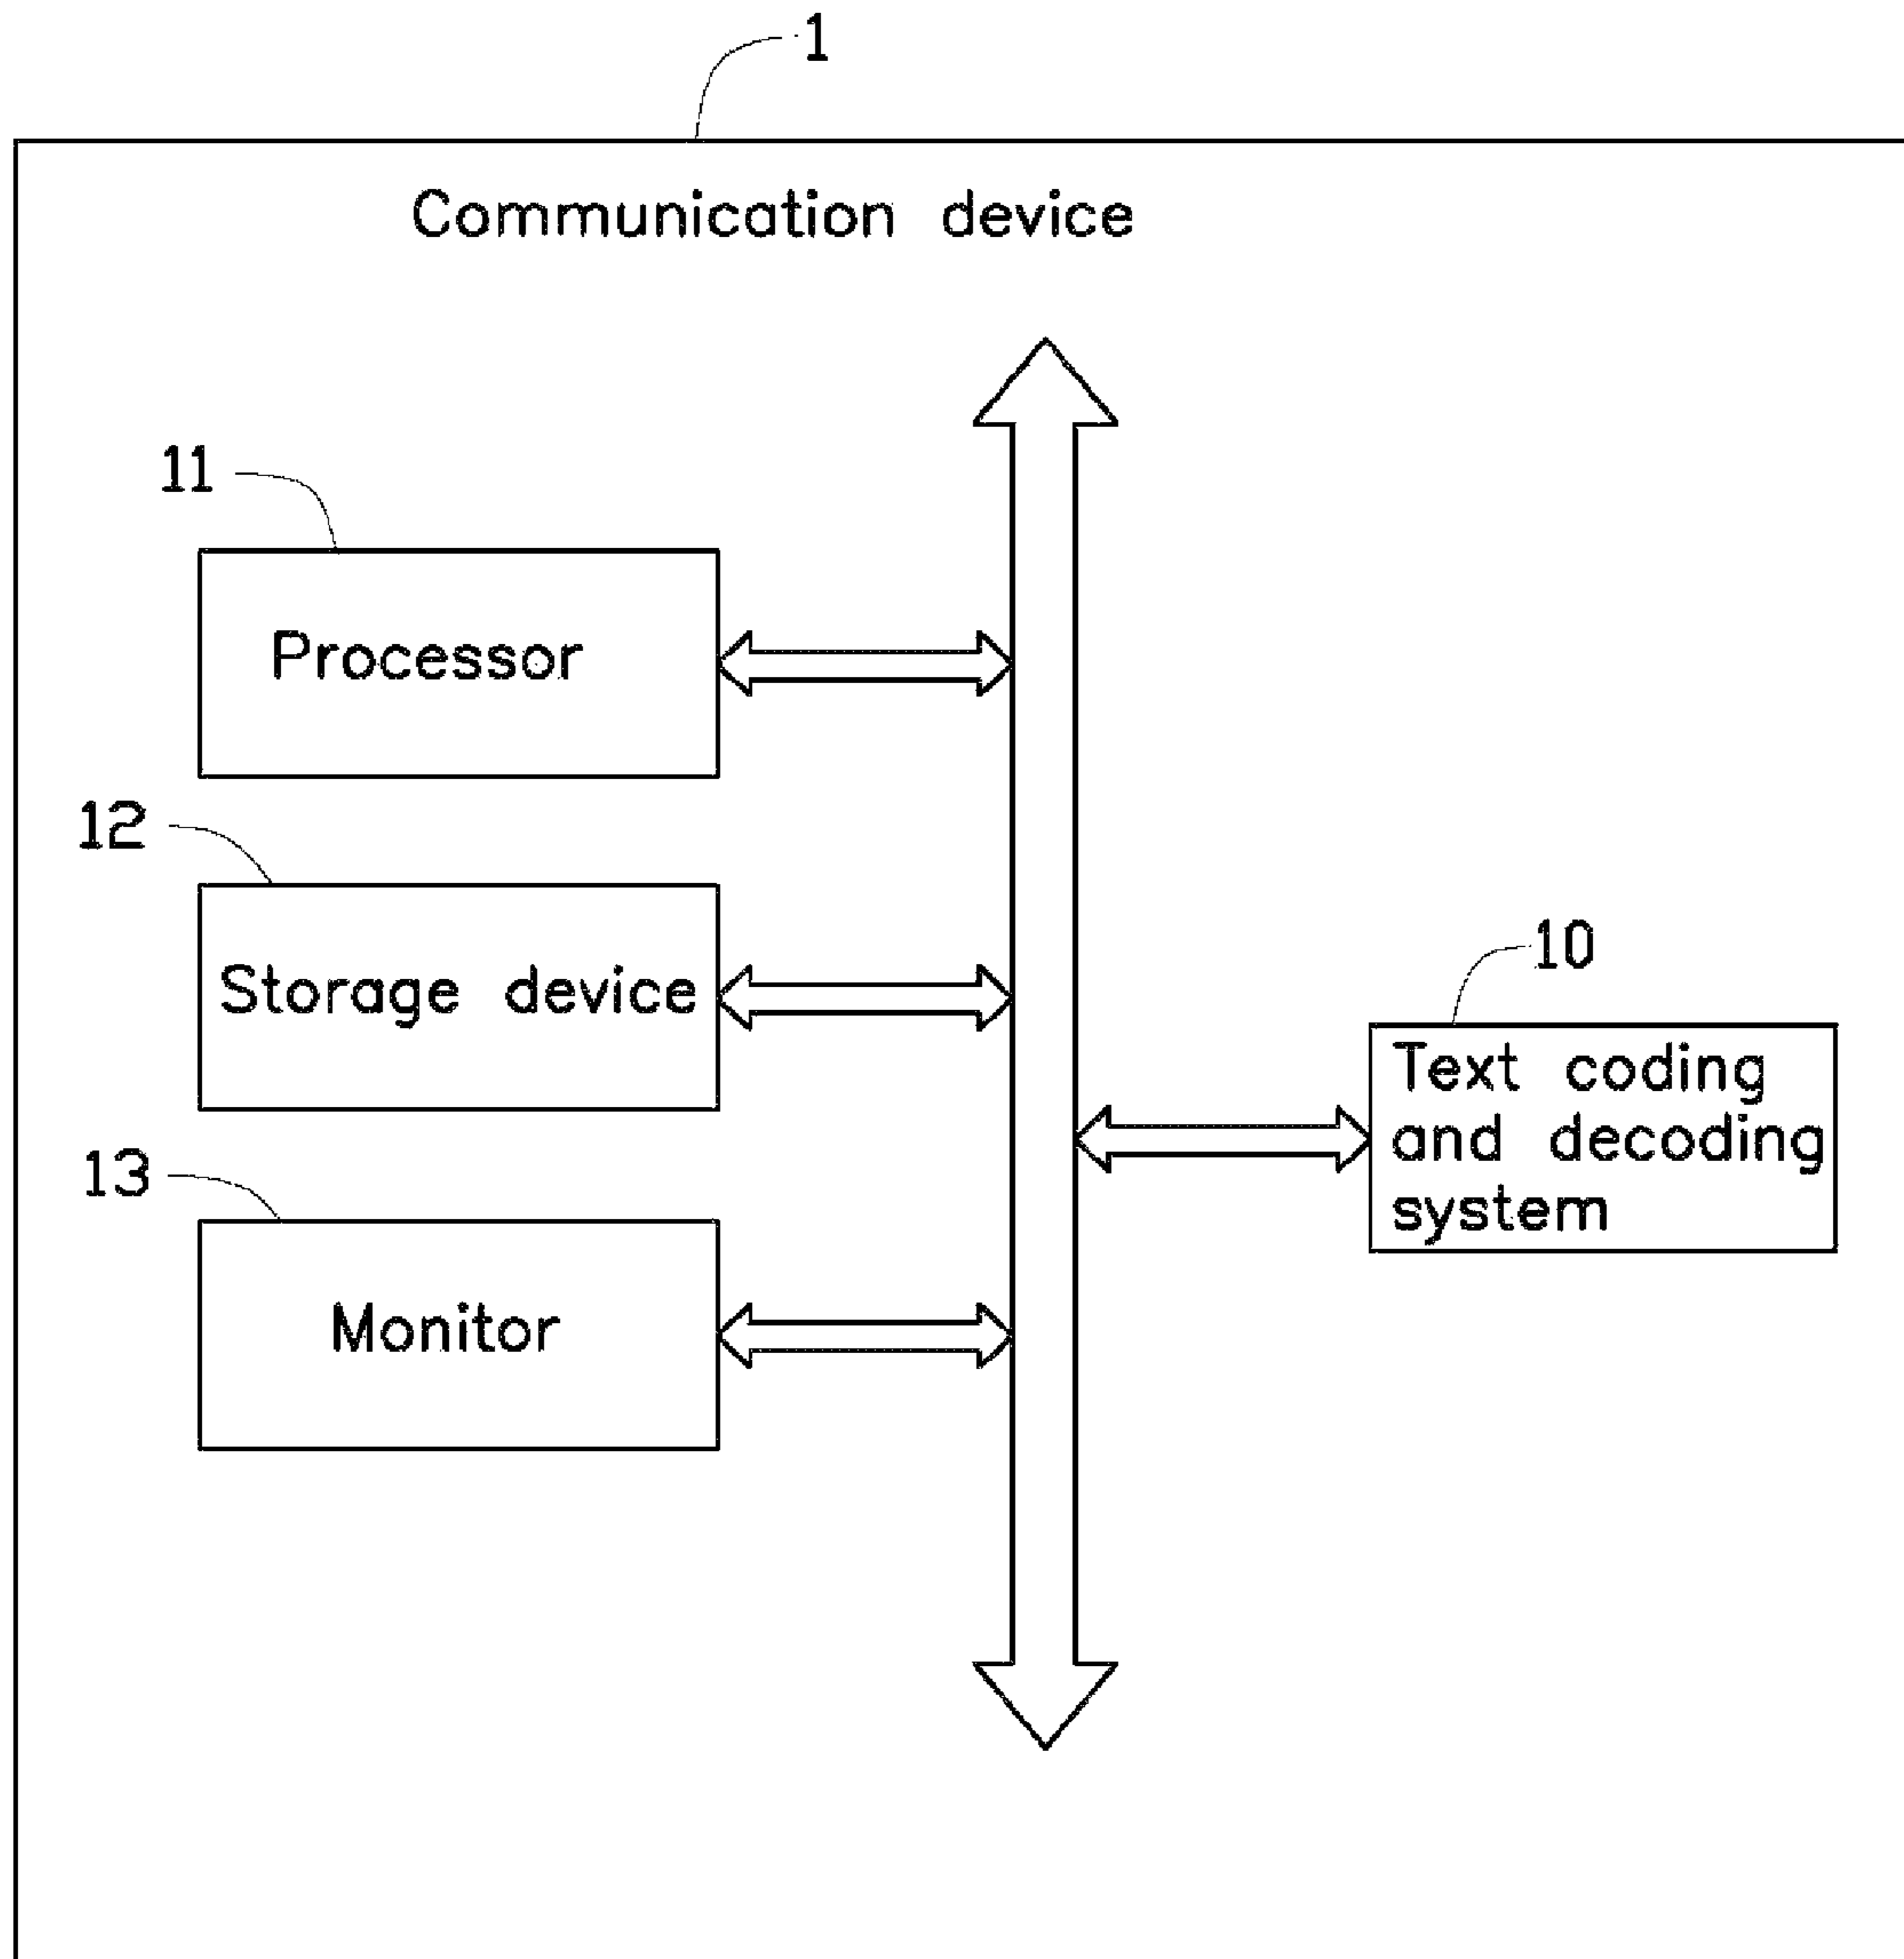 1
Communication device
11
Processor
12
Storage device
10
Text coding
and decoding
system
13
Monitor